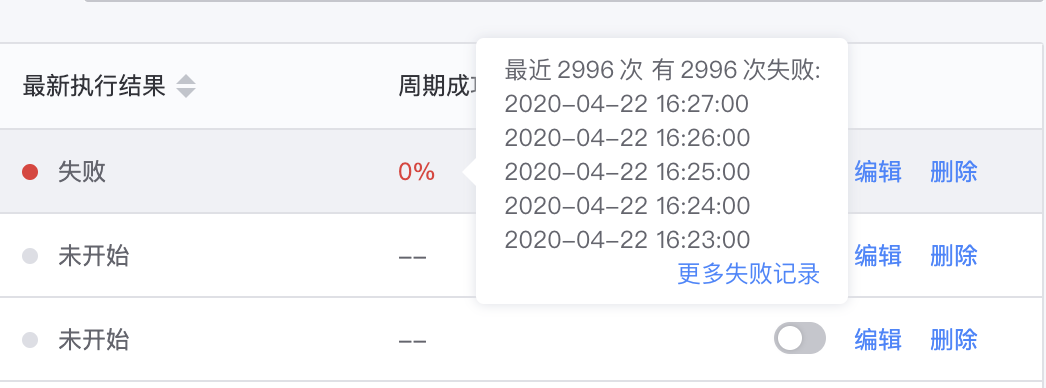 最新执行结果
周期成
最近 2996 次 有 2996 次失败:
2020-04-22 16:27:00
2020-04-22 16:26:00
2020-04-22 16:25:00
2020-04-22 16:24:00
2020-04-22 16:23:00
更多失败记录
失败 0% 编辑 删除
未开始 -- 编辑 删除
未开始 -- 编辑 删除